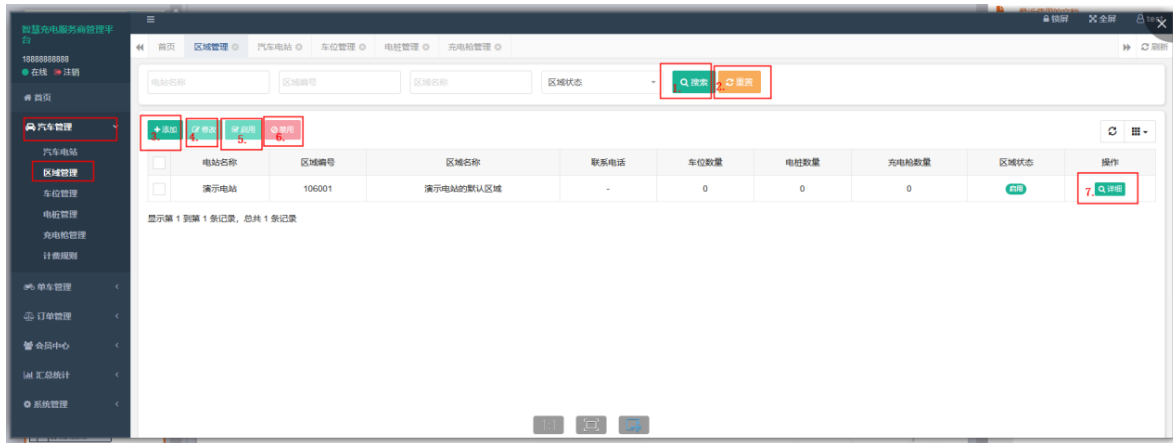 最近使用的文档
智慧充电服务商管理平台
18888888888
在线 注销
锁屏 全屏 test
首页 区域管理 汽车电站 车位管理 电桩管理 充电枪管理 刷新
首页
汽车管理
汽车电站
区域管理
车位管理
电桩管理
充电枪管理
计费规则
单车管理
订单管理
会员中心
汇总统计
系统管理
电站名称 区域编号 区域名称 区域状态 1. 搜索 2. 重置
3. 添加 4. 修改 5. 启用 6. 禁用
电站名称 区域编号 区域名称 联系电话 车位数量 电桩数量 充电枪数量 区域状态 操作
演示电站 106001 演示电站的默认区域 - 0 0 0 启用 7. 详细
显示第 1 到第 1 条记录，总共 1 条记录
1:1